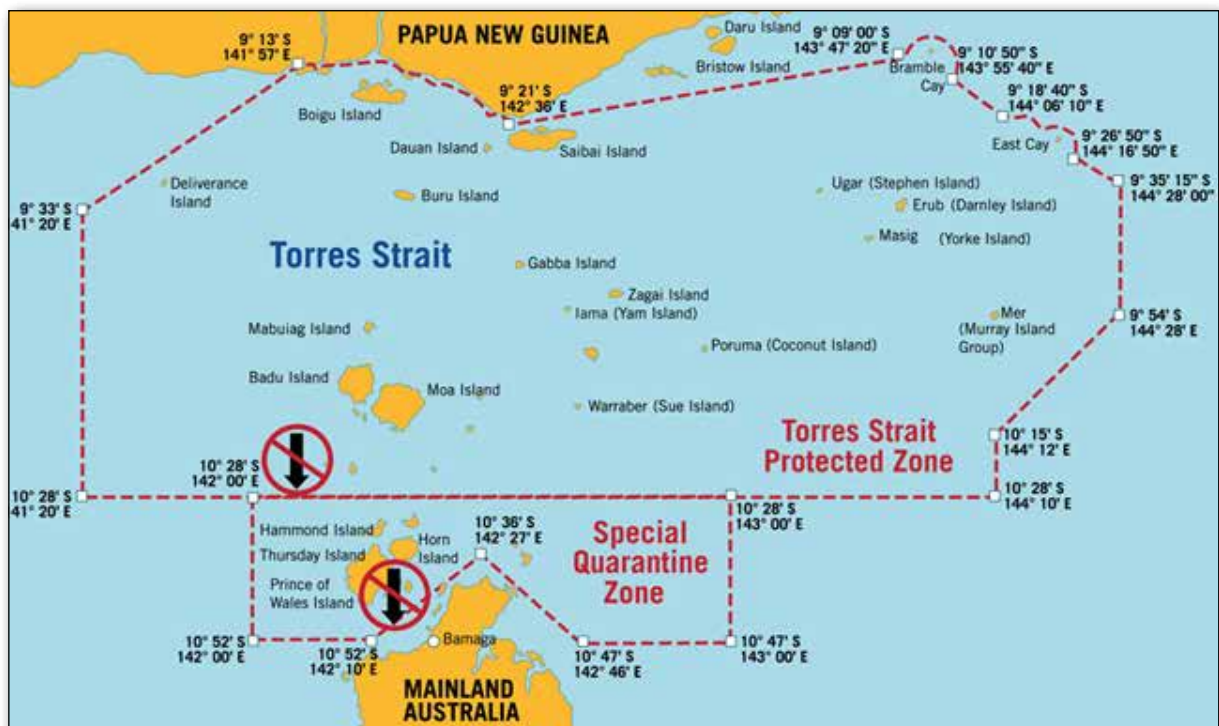 PAPUA NEW GUINEA
Daru Island
Bristow Island
9° 13' S
141° 57' E
9° 09' 00" S
143° 47' 20" E
Bramble
Cay
9° 10' 50" S
143° 55' 40" E
9° 18' 40" S
144° 06' 10" E
9° 26' 50" S
144° 16' 50" E
East Cay
9° 35' 15" S
144° 28' 00"
Boigu Island
9° 21' S
142° 36' E
Dauan Island
Saibai Island
Deliverance
Island
Buru Island
Ugar (Stephen Island)
Erub (Darnley Island)
Masig (Yorke Island)
9° 33' S
41° 20' E
Torres Strait
Gabba Island
Zagai Island
Iama (Yam Island)
Mabuiag Island
Poruma (Coconut Island)
Mer
(Murray Island
Group)
9° 54' S
144° 28' E
Badu Island
Moa Island
Warraber (Sue Island)
Torres Strait
Protected Zone
10° 15' S
144° 12' E
10° 28' S
142° 00' E
10° 28' S
41° 20' E
10° 28' S
143° 00' E
10° 28' S
144° 10' E
Hammond Island
Thursday Island
Horn
Island
Prince of
Wales Island
10° 36' S
142° 27' E
Special
Quarantine
Zone
10° 52' S
142° 00' E
10° 52' S
142° 10' E
Bamaga
10° 47' S
142° 46' E
10° 47' S
143° 00' E
MAINLAND
AUSTRALIA